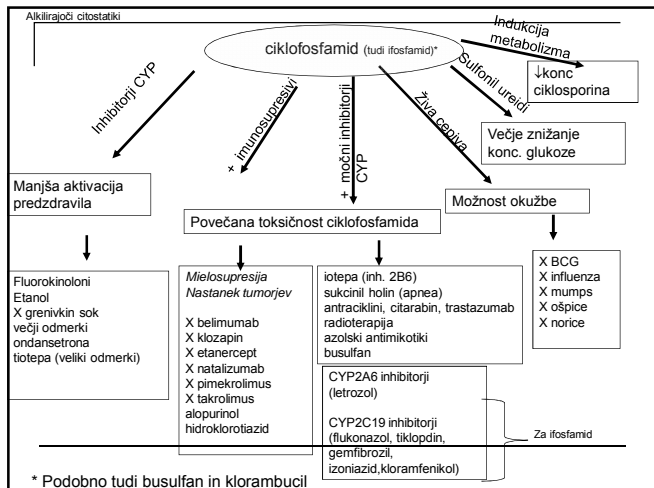 Alkilirajoči citostatiki
ciklofosfamid (tudi ifosfamid)*
Indukcija
metabolizma
↓konc
ciklosporina
Inhibitorji CYP
+ imunosupresivi
+ močni inhibitorji
CYP
Živa cepiva
Sulfonil ureidi
Večje znižanje
konc. glukoze
Manjša aktivacija
predzdravila
Povečana toksičnost ciklofosfamida
Možnost okužbe
Fluorokinoloni
Etanol
X grenivkin sok
večji odmerki
ondansetrona
tiotepa (veliki odmerki)
Mielosupresija
Nastanek tumorjev
X belimumab
X klozapin
X etanercept
X natalizumab
X pimekrolimus
X takrolimus
alopurinol
hidroklorotiazid
iotepa (inh. 2B6)
sukcinil holin (apnea)
antraciklini, citarabin, trastazumab
radioterapija
azolski antimikotiki
busulfan
CYP2A6 inhibitorji
(letrozol)
CYP2C19 inhibitorji
(flukonazol, tiklopdin,
gemfibrozil,
izoniazid,kloramfenikol)
X BCG
X influenza
X mumps
X ošpice
X norice
Za ifosfamid
* Podobno tudi busulfan in klorambucil